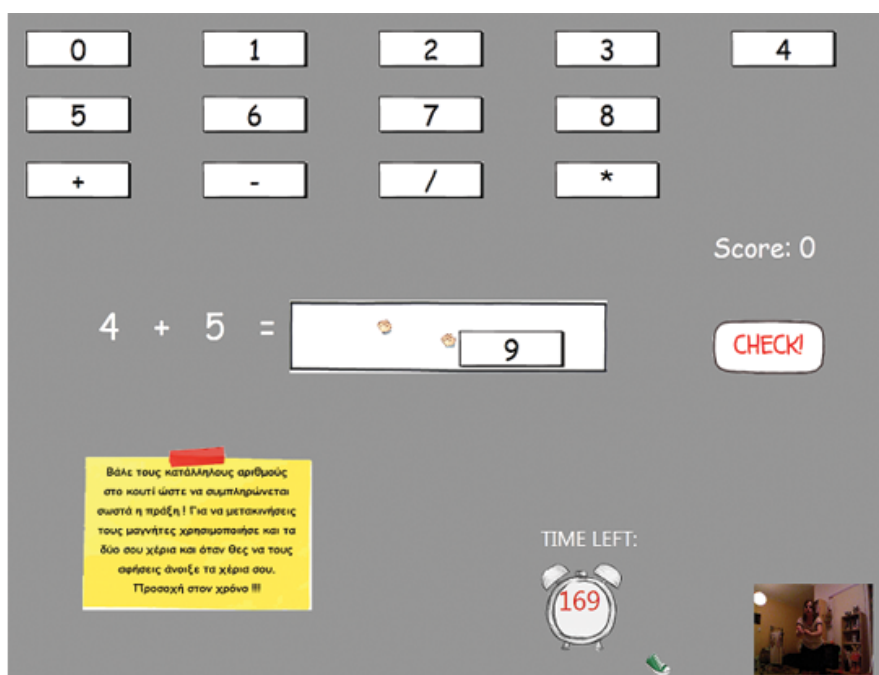 0 1 2 3 4
5 6 7 8
+ - / *
Score: 0
4 + 5 = 9
CHECK!
Βάλε τους κατάλληλους αριθμούς
στο κουτί ώστε να συμπληρώνεται
σωστά η πράξη ! Για να μετακινήσεις
τους μαγνήτες χρησιμοποιήσε και τα
δύο σου χέρια και όταν θες να τους
αφήσεις άνοιξε τα χέρια σου.
Προσοχή στον χρόνο !!!
TIME LEFT:
169